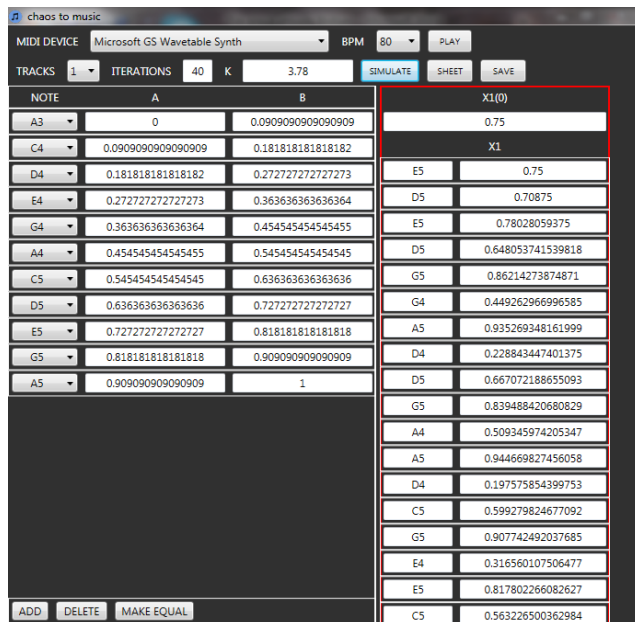 chaos to music
MIDI DEVICE Microsoft GS Wavetable Synth BPM 80 PLAY
TRACKS 1 ITERATIONS 40 K 3.78 SIMULATE SHEET SAVE
NOTE A B
A3 0 0.0909090909090909
C4 0.0909090909090909 0.181818181818182
D4 0.181818181818182 0.272727272727273
E4 0.272727272727273 0.363636363636364
G4 0.363636363636364 0.454545454545455
A4 0.454545454545455 0.545454545454545
C5 0.545454545454545 0.636363636363636
D5 0.636363636363636 0.727272727272727
E5 0.727272727272727 0.818181818181818
G5 0.818181818181818 0.909090909090909
A5 0.909090909090909 1
ADD DELETE MAKE EQUAL
X1(0)
0.75
X1
E5 0.75
D5 0.70875
E5 0.78028059375
D5 0.648053741539818
G5 0.86214273874871
G4 0.449262966996585
A5 0.935269348161999
D4 0.228843447401375
D5 0.667072188655093
G5 0.839488420680829
A4 0.509345974205347
A5 0.944669827456058
D4 0.197575854399753
C5 0.599279824677092
G5 0.907742492037685
E4 0.316560107506477
E5 0.817802266082627
C5 0.563226500362984